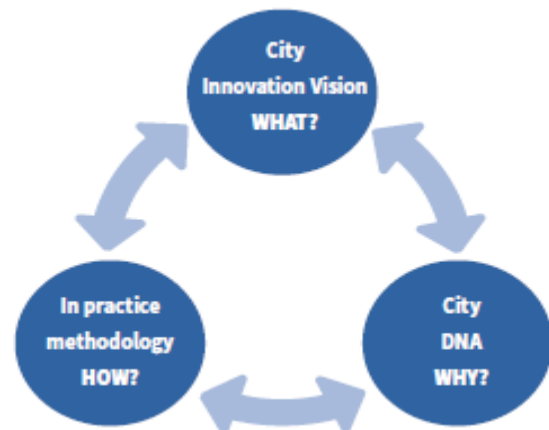 City
Innovation Vision
WHAT?
In practice
methodology
HOW?
City
DNA
WHY?